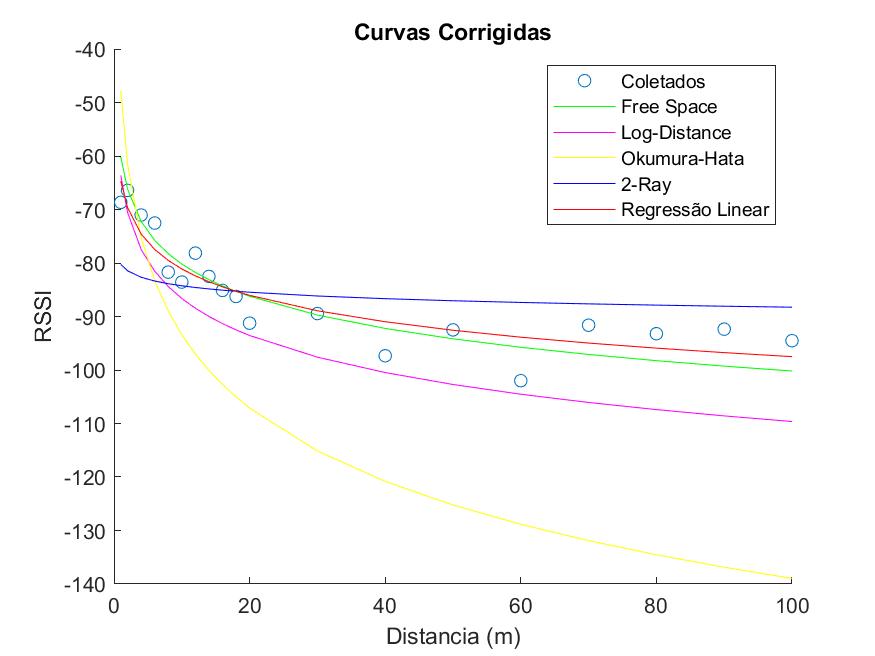 Curvas Corrigidas
-40
-50
-60
-70
-80
-90
-100
-110
-120
-130
-140
RSSI
0
20
40
60
80
100
Distancia (m)
Coletados
Free Space
Log-Distance
Okumura-Hata
2-Ray
Regressão Linear